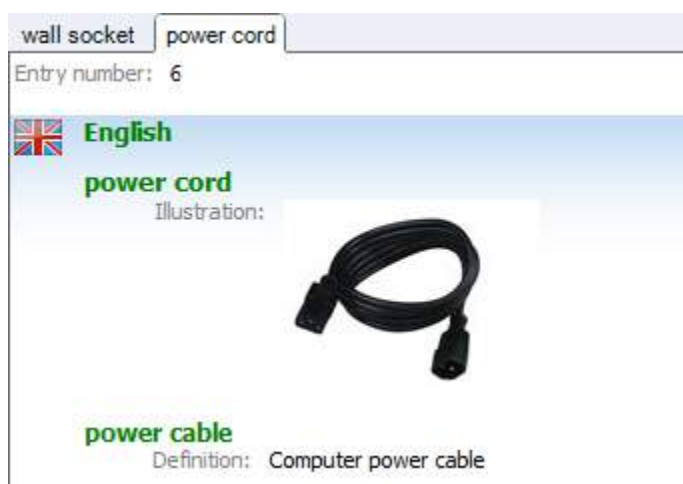 wall socket power cord
Entry number: 6
English
power cord
Illustration:
power cable
Definition: Computer power cable